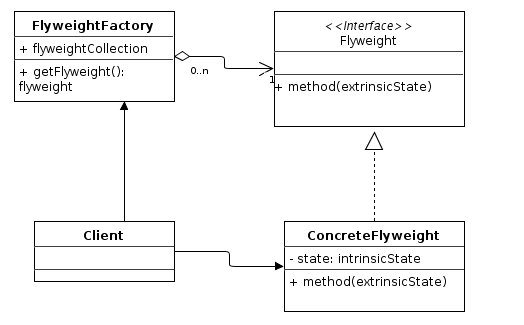 FlyweightFactory
+ flyweightCollection
+ getFlyweight():
flyweight
0..n
1
<<Interface>>
Flyweight
+ method(extrinsicState)
Client
ConcreteFlyweight
- state: intrinsicState
+ method(extrinsicState)